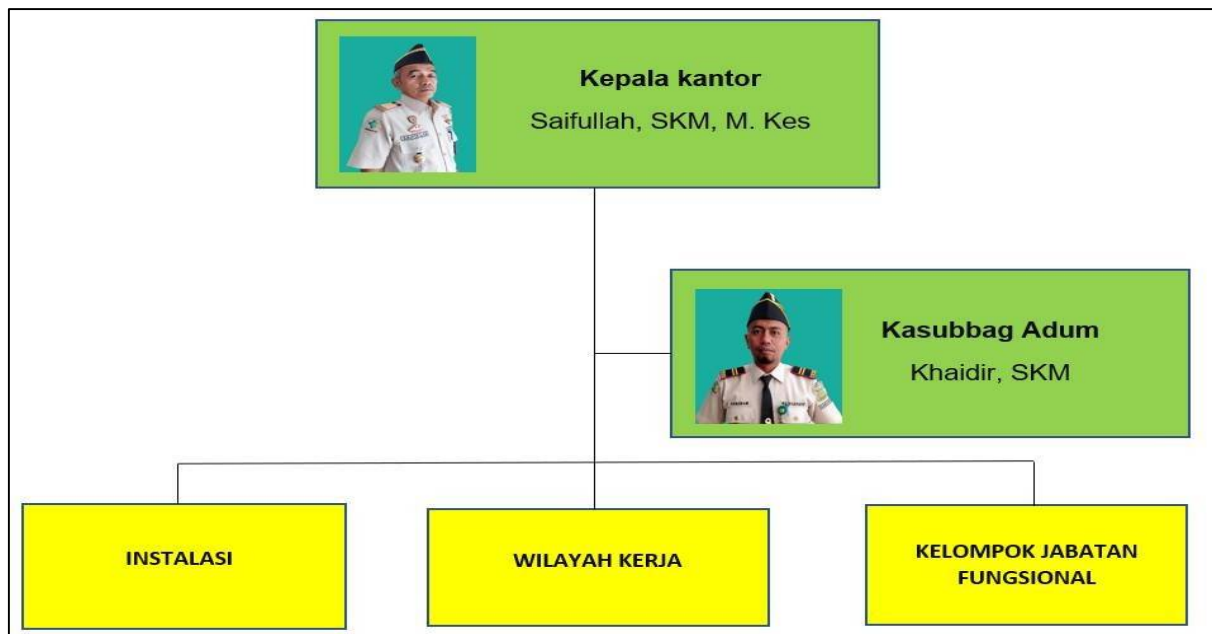 Kepala kantor
Saifullah, SKM, M. Kes
Kasubbag Adum
Khaidir, SKM
INSTALASI
WILAYAH KERJA
KELOMPOK JABATAN
FUNGSIONAL